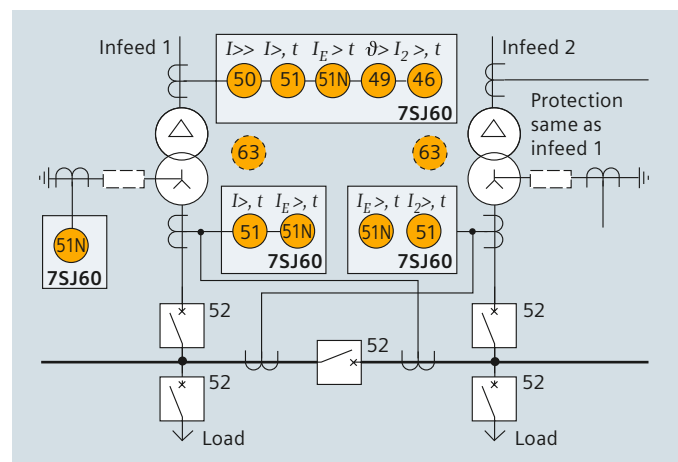 Infeed 1
I>> I>, t I_E> t ϑ> I_2 >, t
50 51 51N 49 46
7SJ60
Infeed 2
Protection
same as
infeed 1
63
63
I>, t I_E>, t
51 51N
7SJ60
I_E>, t I_2>, t
51N 51
7SJ60
51N
7SJ60
52
52
52
52
52
Load
Load